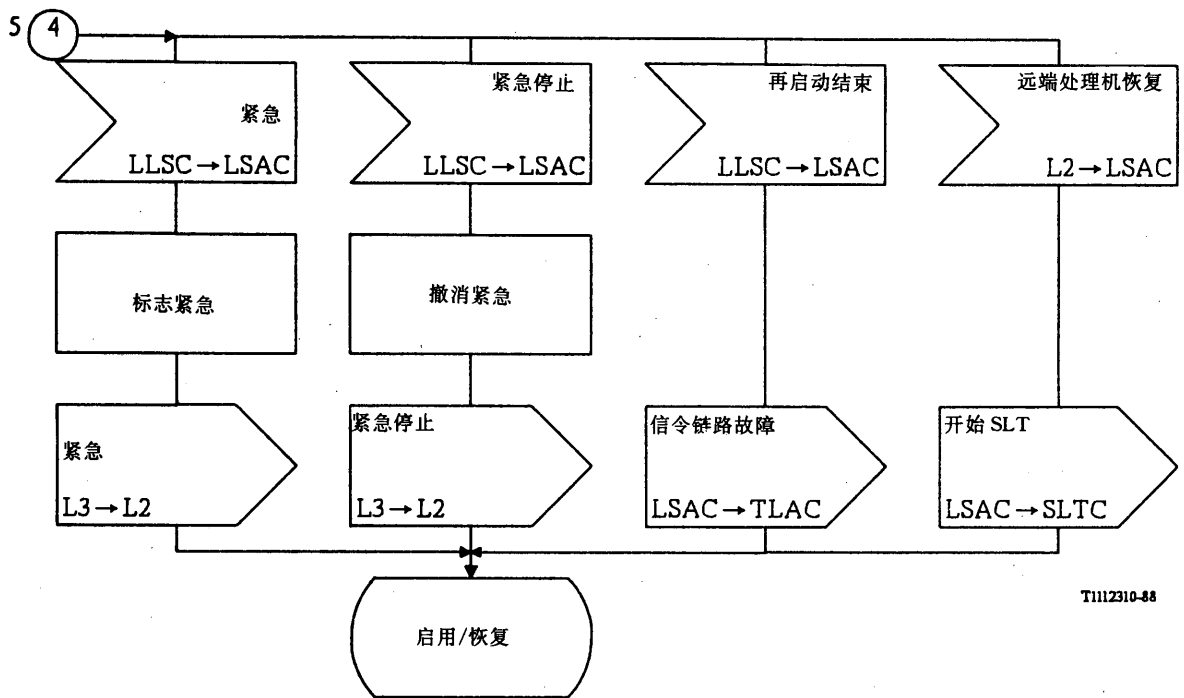 5 4
紧急
LLSC→LSAC
紧急停止
LLSC→LSAC
再启动结束
LLSC→LSAC
远端处理机恢复
L2→LSAC
标志紧急
撤消紧急
紧急
L3→L2
紧急停止
L3→L2
信令链路故障
LSAC→TLAC
开始 SLT
LSAC→SLTC
T1112310-88
启用/恢复